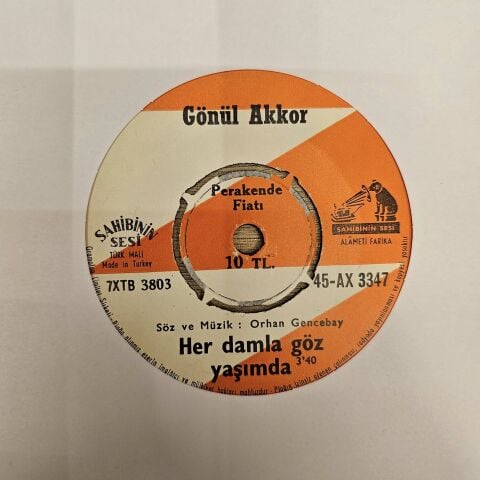 Gönül Akkor
Perakende
Fiatı
10 TL.
SAHİBİNİN
SESİ
TÜRK MALI
Made in Turkey
SAHİBİNİN SESİ
ALÂMETİ FARİKA
7XTB 3803
45-AX 3347
Söz ve Müzik : Orhan Gencebay
Her damla göz
yaşımda
3'40